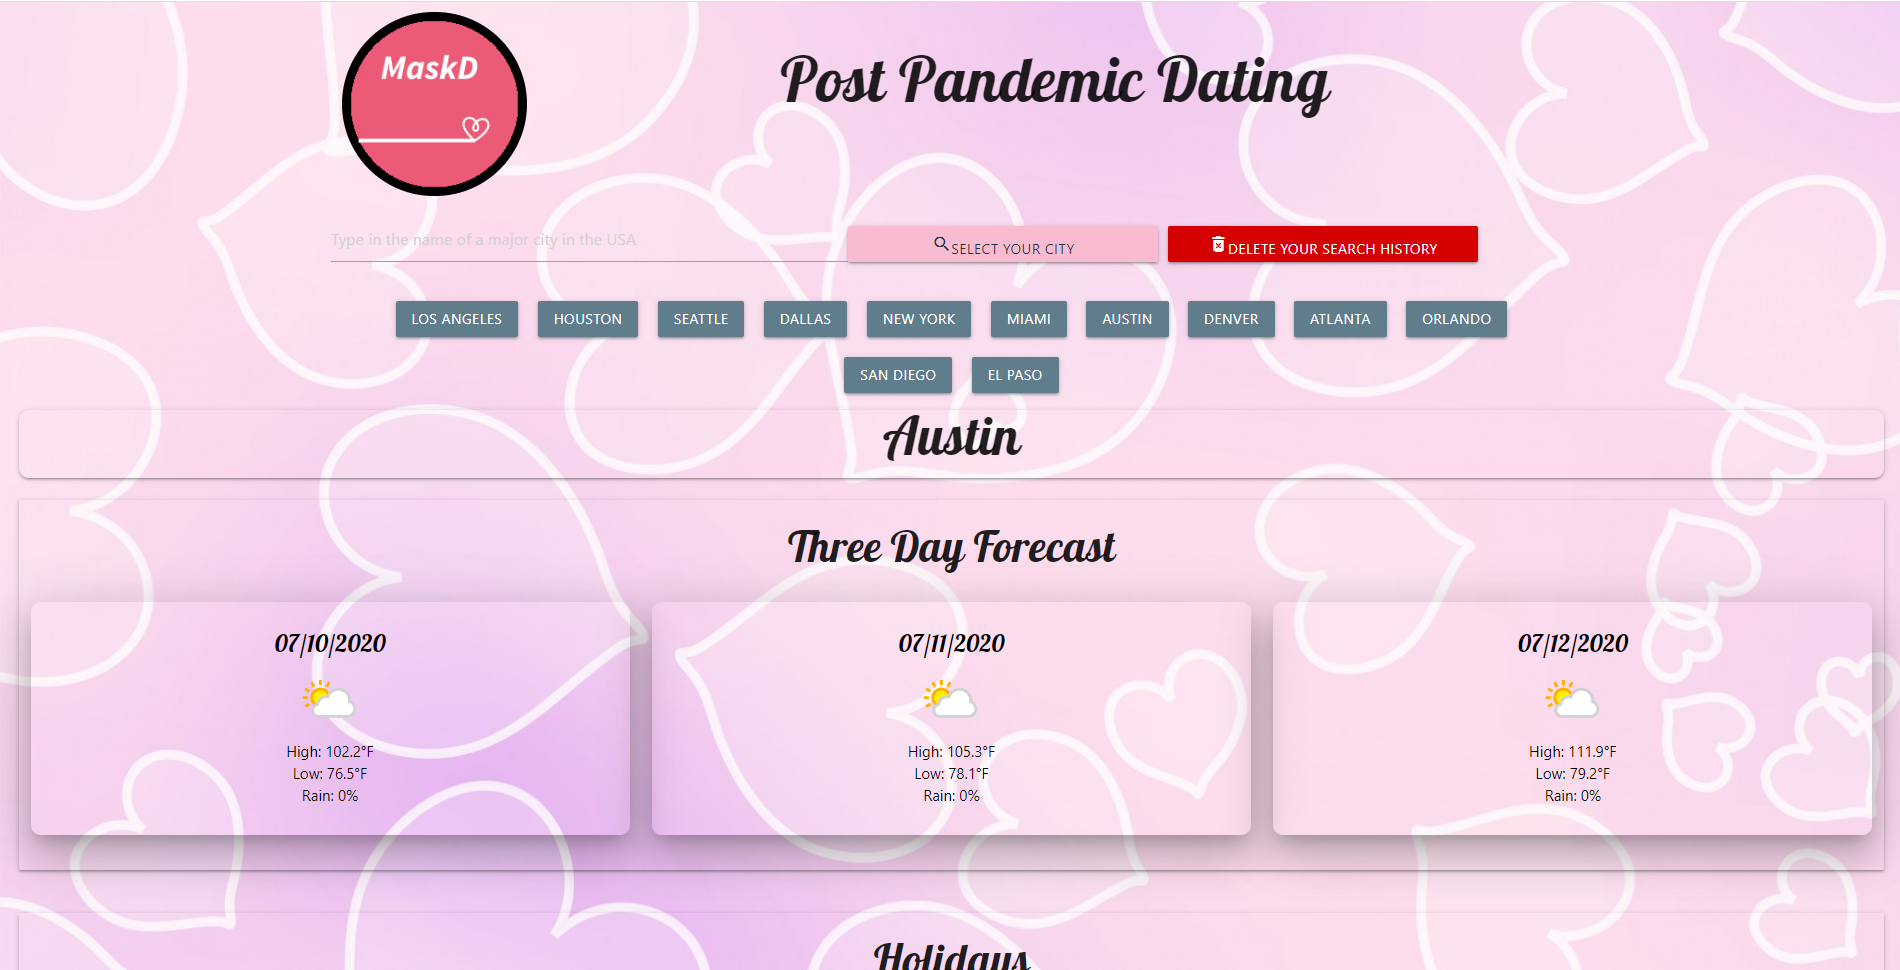 MaskD
Post Pandemic Dating
Type in the name of a major city in the USA
SELECT YOUR CITY
DELETE YOUR SEARCH HISTORY
LOS ANGELES HOUSTON SEATTLE DALLAS NEW YORK MIAMI AUSTIN DENVER ATLANTA ORLANDO
SAN DIEGO EL PASO
Austin
Three Day Forecast
07/10/2020
High: 102.2°F
Low: 76.5°F
Rain: 0%
07/11/2020
High: 105.3°F
Low: 78.1°F
Rain: 0%
07/12/2020
High: 111.9°F
Low: 79.2°F
Rain: 0%
Holidays